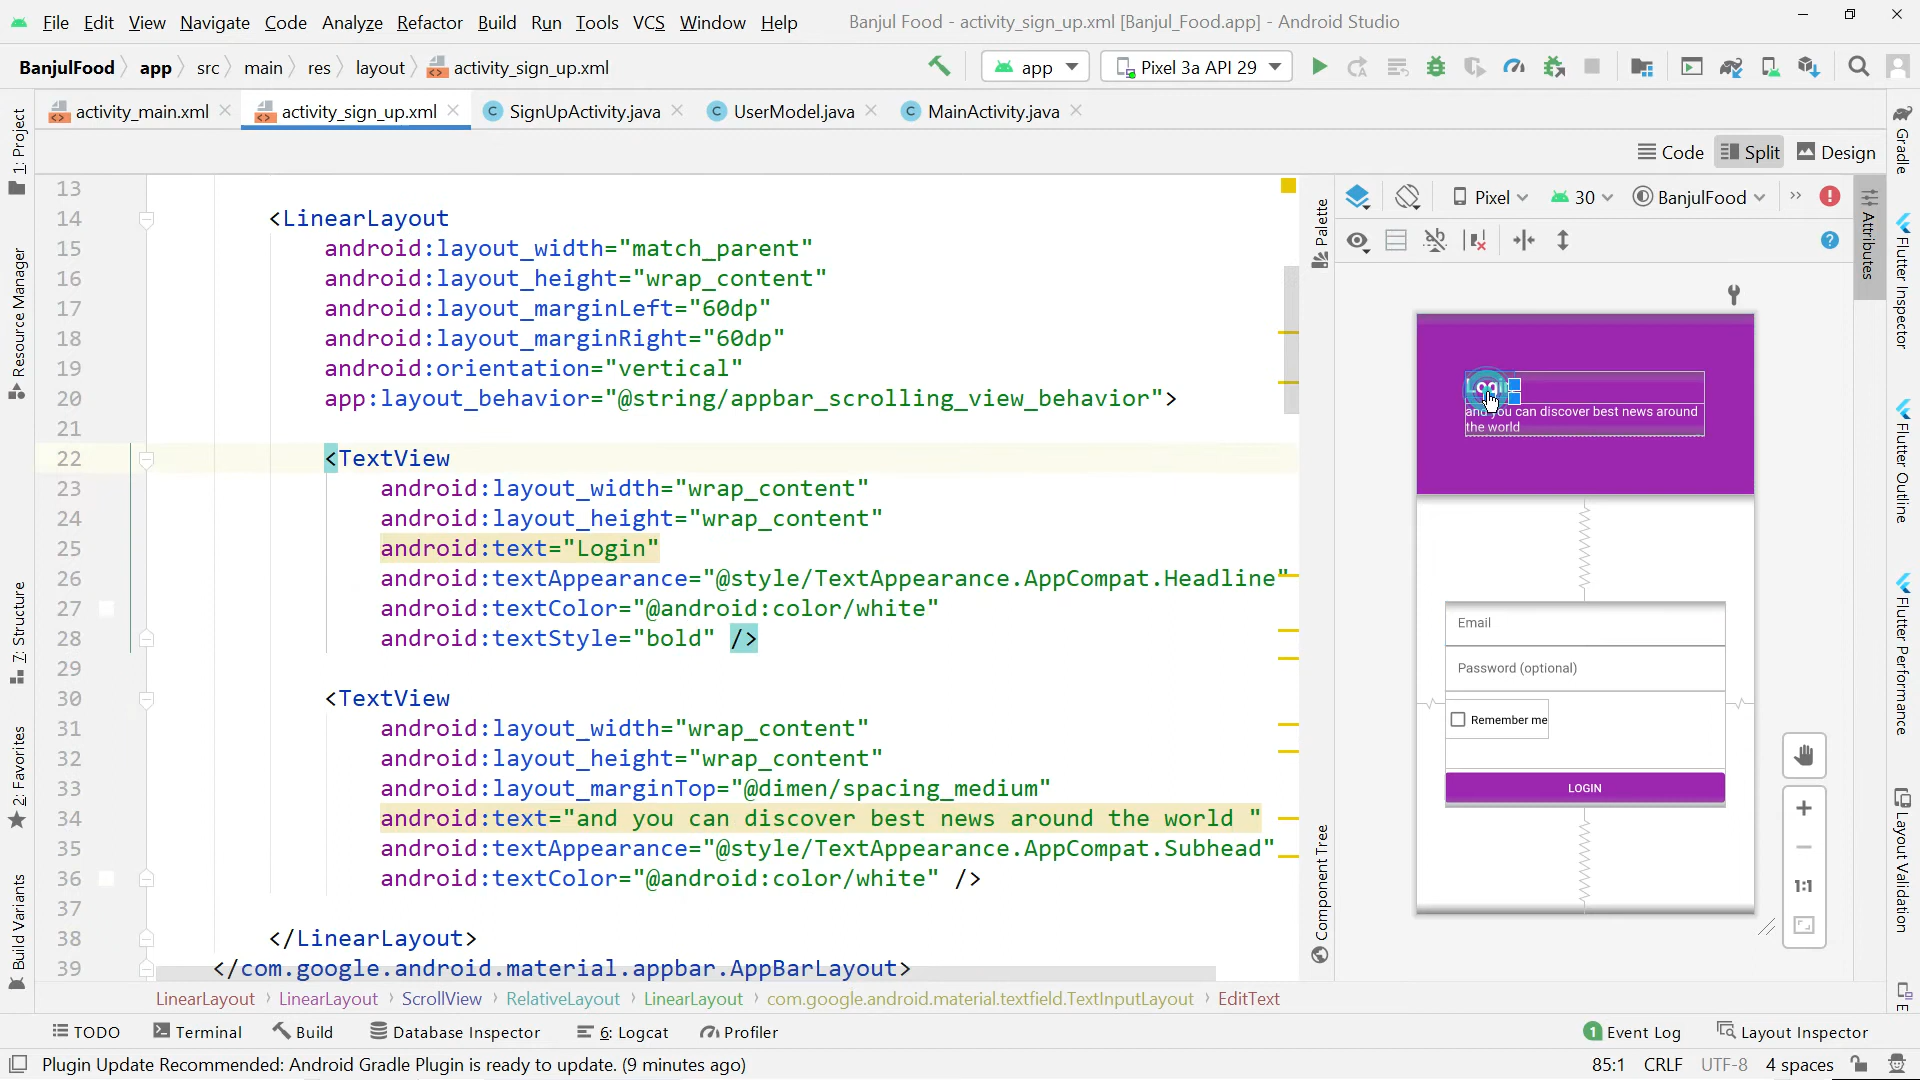 File Edit View Navigate Code Analyze Refactor Build Run Tools VCS Window Help Banjul Food - activity_sign_up.xml [Banjul_Food.app] - Android Studio
BanjulFood app src main res layout activity_sign_up.xml app Pixel 3a API 29
activity_main.xml activity_sign_up.xml SignUpActivity.java UserModel.java MainActivity.java
Code Split Design
1: Project
Resource Manager
7: Structure
2: Favorites
Build Variants
13
14 <LinearLayout
15 android:layout_width="match_parent"
16 android:layout_height="wrap_content"
17 android:layout_marginLeft="60dp"
18 android:layout_marginRight="60dp"
19 android:orientation="vertical"
20 app:layout_behavior="@string/appbar_scrolling_view_behavior">
21
22 <TextView
23 android:layout_width="wrap_content"
24 android:layout_height="wrap_content"
25 android:text="Login"
26 android:textAppearance="@style/TextAppearance.AppCompat.Headline"
27 android:textColor="@android:color/white"
28 android:textStyle="bold" />
29
30 <TextView
31 android:layout_width="wrap_content"
32 android:layout_height="wrap_content"
33 android:layout_marginTop="@dimen/spacing_medium"
34 android:text="and you can discover best news around the world "
35 android:textAppearance="@style/TextAppearance.AppCompat.Subhead"
36 android:textColor="@android:color/white" />
37
38 </LinearLayout>
39 </com.google.android.material.appbar.AppBarLayout>
Palette
Component Tree
Pixel 30 BanjulFood
Login
and you can discover best news around
the world
Email
Password (optional)
Remember me
LOGIN
1:1
Attributes
Gradle
Flutter Inspector
Flutter Outline
Flutter Performance
Layout Validation
LinearLayout LinearLayout ScrollView RelativeLayout LinearLayout com.google.android.material.textfield.TextInputLayout EditText
TODO Terminal Build Database Inspector 6: Logcat Profiler 1 Event Log Layout Inspector
Plugin Update Recommended: Android Gradle Plugin is ready to update. (9 minutes ago) 85:1 CRLF UTF-8 4 spaces